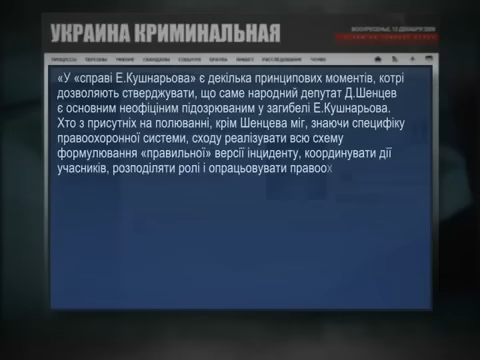 УКРАИНА КРИМИНАЛЬНАЯ
«У «справі Е.Кушнарьова» є декілька принципових моментів, котрі
дозволяють стверджувати, що саме народний депутат Д.Шенцев
є основним неофіціним підозрюваним у загибелі Е.Кушнарьова.
Хто з присутніх на полюванні, крім Шенцева міг, знаючи специфіку
правоохоронної системи, сходу реалізувати всю схему
формулювання «правильної» версії інциденту, координувати дії
учасників, розподіляти ролі і опрацьовувати правоох